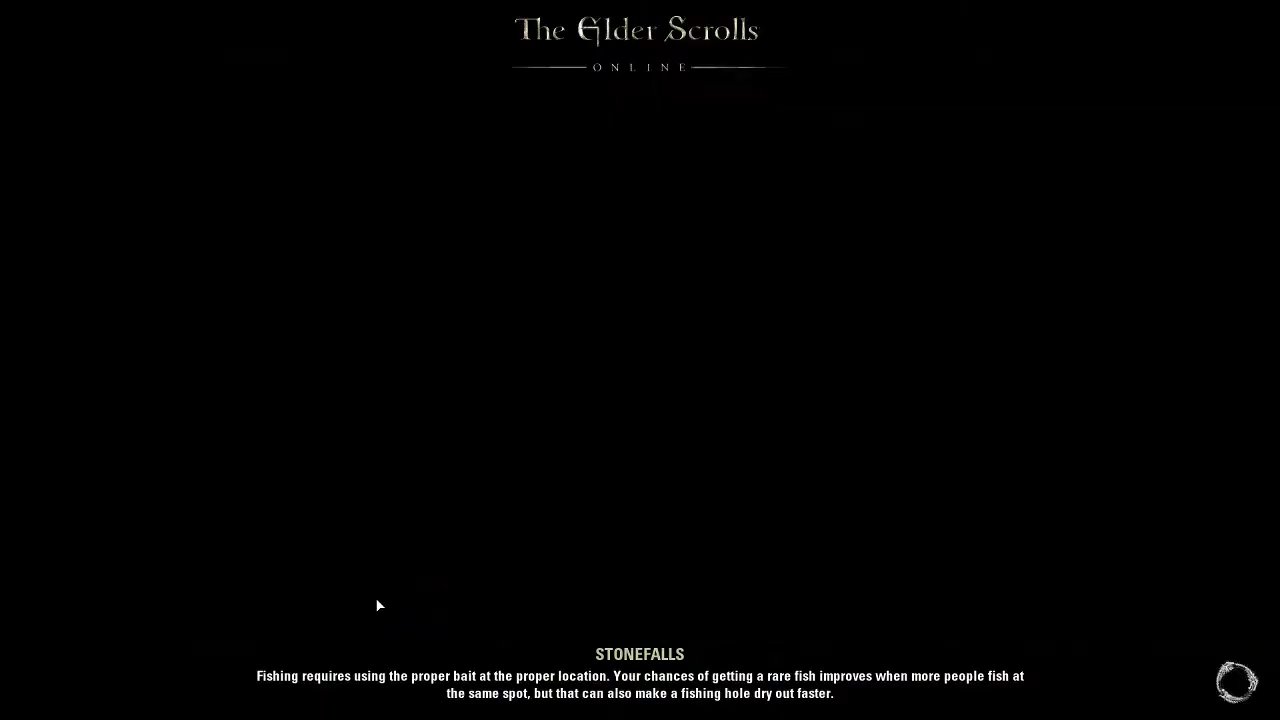 The Elder Scrolls
ONLINE
STONEFALLS
Fishing requires using the proper bait at the proper location. Your chances of getting a rare fish improves when more people fish at
the same spot, but that can also make a fishing hole dry out faster.